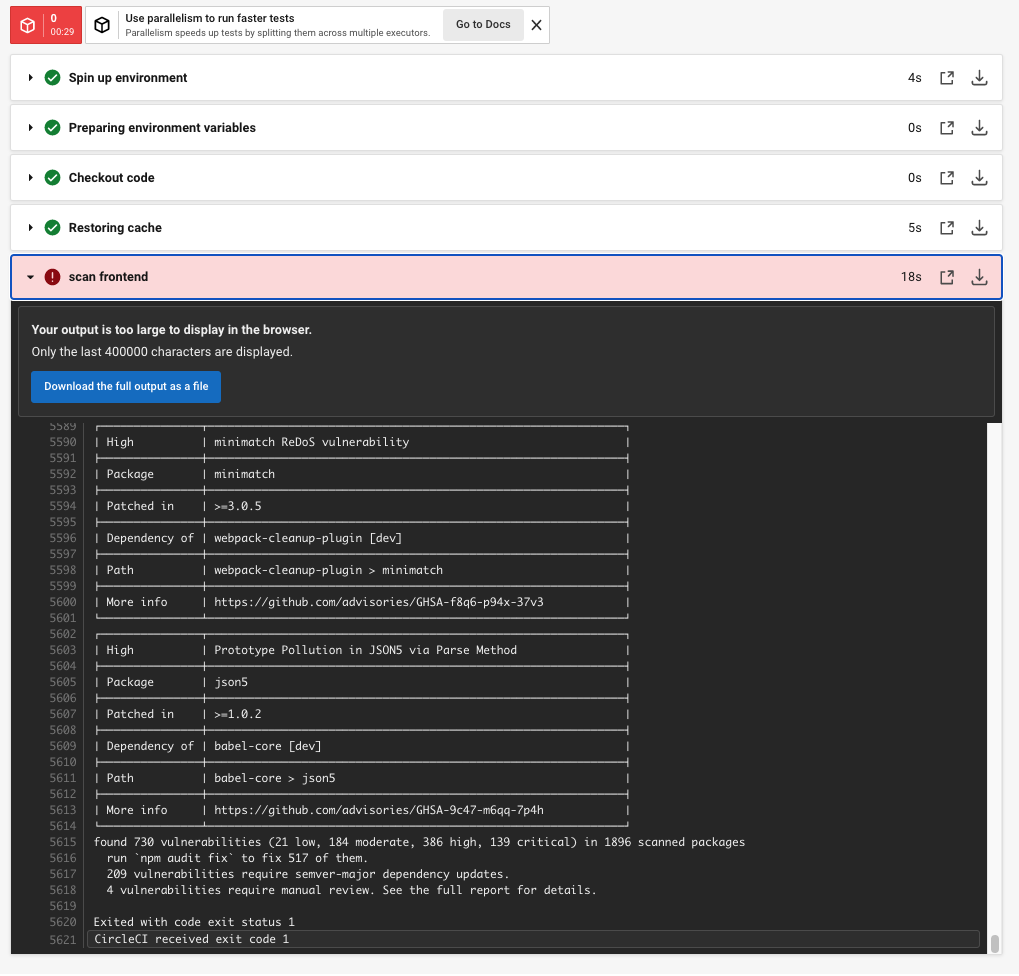 0
00:29
Use parallelism to run faster tests
Parallelism speeds up tests by splitting them across multiple executors.
Go to Docs
Spin up environment 4s
Preparing environment variables 0s
Checkout code 0s
Restoring cache 5s
scan frontend 18s
Your output is too large to display in the browser.
Only the last 400000 characters are displayed.
Download the full output as a file
5589
5590 | High | minimatch ReDoS vulnerability |
5591
5592 | Package | minimatch |
5593
5594 | Patched in | >=3.0.5 |
5595
5596 | Dependency of | webpack-cleanup-plugin [dev] |
5597
5598 | Path | webpack-cleanup-plugin > minimatch |
5599
5600 | More info | https://github.com/advisories/GHSA-f8q6-p94x-37v3 |
5601
5602
5603 | High | Prototype Pollution in JSON5 via Parse Method |
5604
5605 | Package | json5 |
5606
5607 | Patched in | >=1.0.2 |
5608
5609 | Dependency of | babel-core [dev] |
5610
5611 | Path | babel-core > json5 |
5612
5613 | More info | https://github.com/advisories/GHSA-9c47-m6qq-7p4h |
5614
5615 found 730 vulnerabilities (21 low, 184 moderate, 386 high, 139 critical) in 1896 scanned packages
5616 run `npm audit fix` to fix 517 of them.
5617 209 vulnerabilities require semver-major dependency updates.
5618 4 vulnerabilities require manual review. See the full report for details.
5619
5620 Exited with code exit status 1
5621 CircleCI received exit code 1